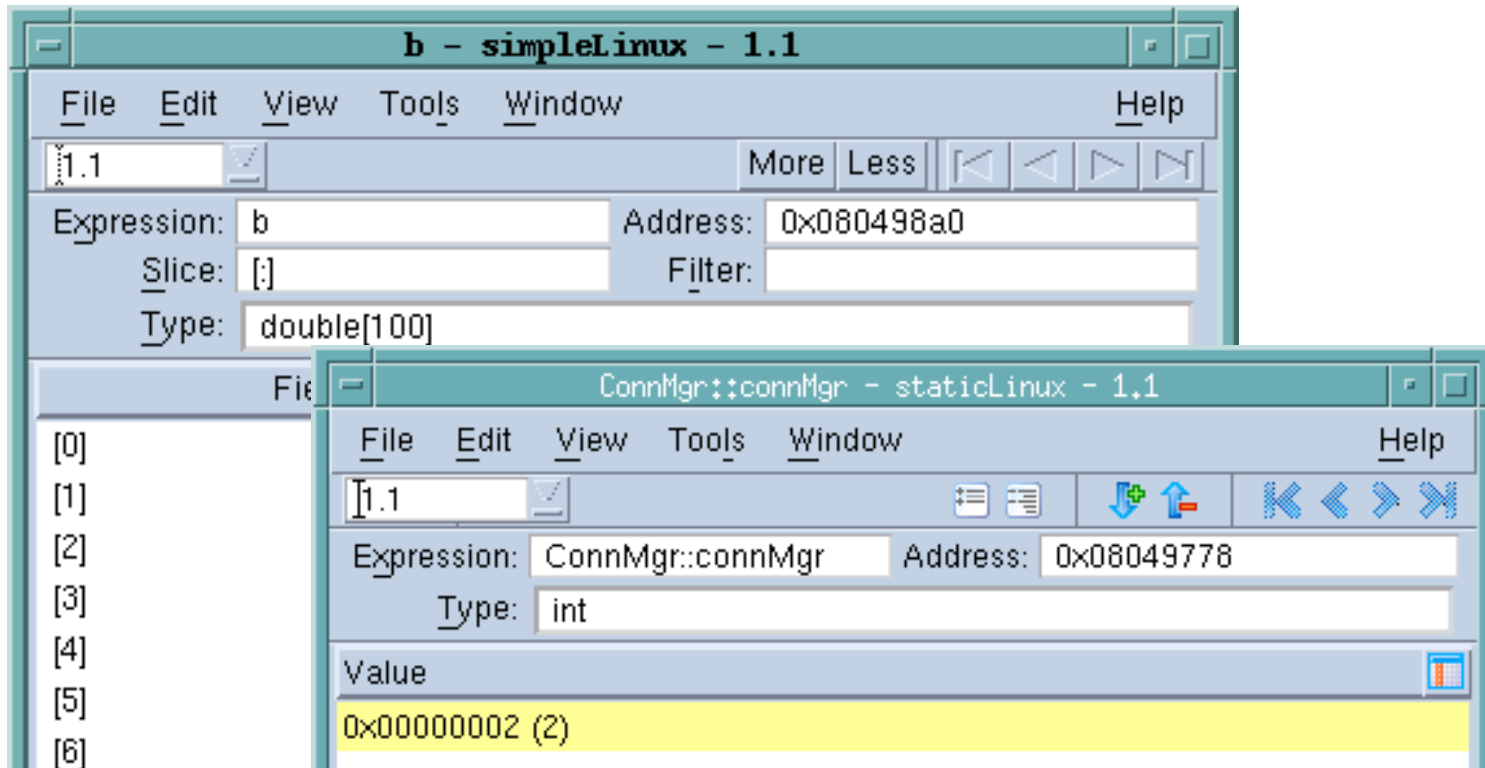 b - simpleLinux - 1.1
File Edit View Tools Window Help
1.1 More Less
Expression: b Address: 0x080498a0
Slice: [:] Filter:
Type: double[100]
[0]
[1]
[2]
[3]
[4]
[5]
[6]
ConnMgr::connMgr - staticLinux - 1.1
File Edit View Tools Window Help
1.1
Expression: ConnMgr::connMgr Address: 0x08049778
Type: int
Value
0x00000002 (2)